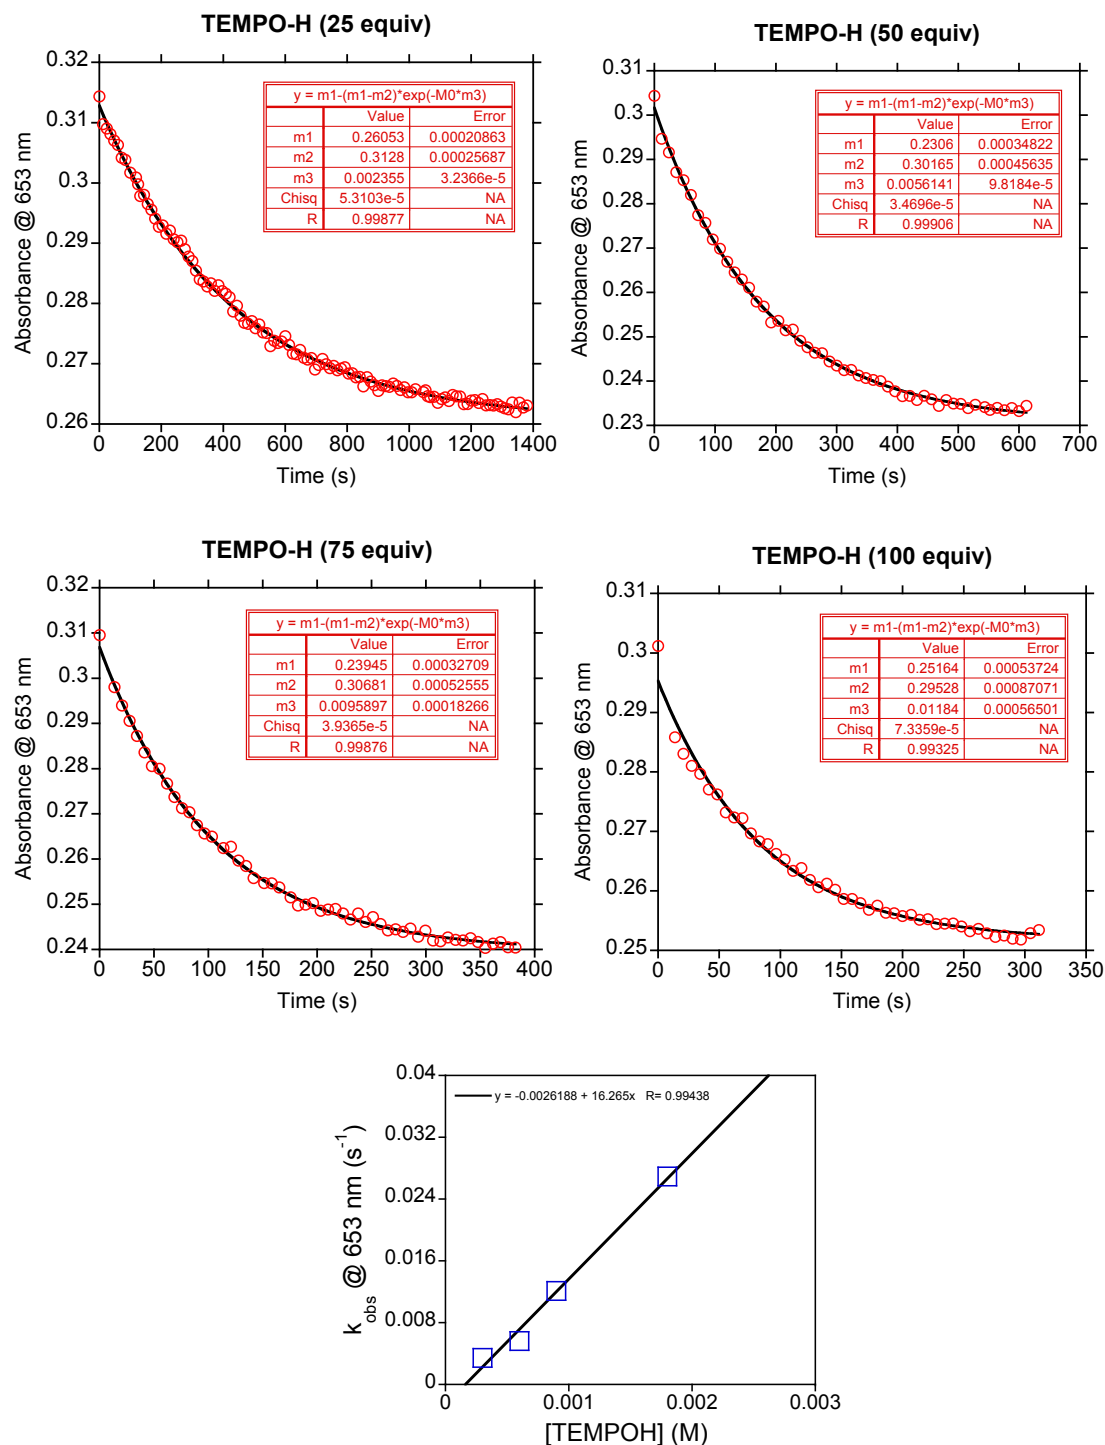 TEMPO-H (25 equiv)
0.32
0.31
0.3
0.29
0.28
0.27
0.26
Absorbance @ 653 nm
y = m1-(m1-m2)*exp(-M0*m3)
Value Error
m1 0.26053 0.00020863
m2 0.3128 0.00025687
m3 0.002355 3.2366e-5
Chisq 5.3103e-5 NA
R 0.99877 NA
0 200 400 600 800 1000 1200 1400
Time (s)
TEMPO-H (50 equiv)
0.31
0.3
0.29
0.28
0.27
0.26
0.25
0.24
0.23
Absorbance @ 653 nm
y = m1-(m1-m2)*exp(-M0*m3)
Value Error
m1 0.2306 0.00034822
m2 0.30165 0.00045635
m3 0.0056141 9.8184e-5
Chisq 3.4696e-5 NA
R 0.99906 NA
0 100 200 300 400 500 600 700
Time (s)
TEMPO-H (75 equiv)
0.32
0.31
0.3
0.29
0.28
0.27
0.26
0.25
0.24
Absorbance @ 653 nm
y = m1-(m1-m2)*exp(-M0*m3)
Value Error
m1 0.23945 0.00032709
m2 0.30681 0.00052555
m3 0.0095897 0.00018266
Chisq 3.9365e-5 NA
R 0.99876 NA
0 50 100 150 200 250 300 350 400
Time (s)
TEMPO-H (100 equiv)
0.31
0.3
0.29
0.28
0.27
0.26
0.25
Absorbance @ 653 nm
y = m1-(m1-m2)*exp(-M0*m3)
Value Error
m1 0.25164 0.00053724
m2 0.29528 0.00087071
m3 0.01184 0.00056501
Chisq 7.3359e-5 NA
R 0.99325 NA
0 50 100 150 200 250 300 350
Time (s)
0.04
0.032
0.024
0.016
0.008
0
k_obs @ 653 nm (s⁻¹)
y = -0.0026188 + 16.265x R= 0.99438
0 0.001 0.002 0.003
[TEMPOH] (M)